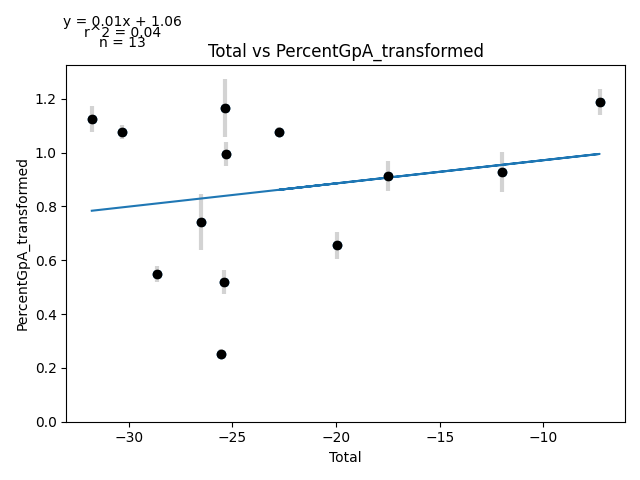 y = 0.01x + 1.06
r^2 = 0.04
n = 13
Total vs PercentGpA_transformed
1.2
1.0
0.8
0.6
0.4
0.2
0.0
PercentGpA_transformed
−30
−25
−20
−15
−10
Total